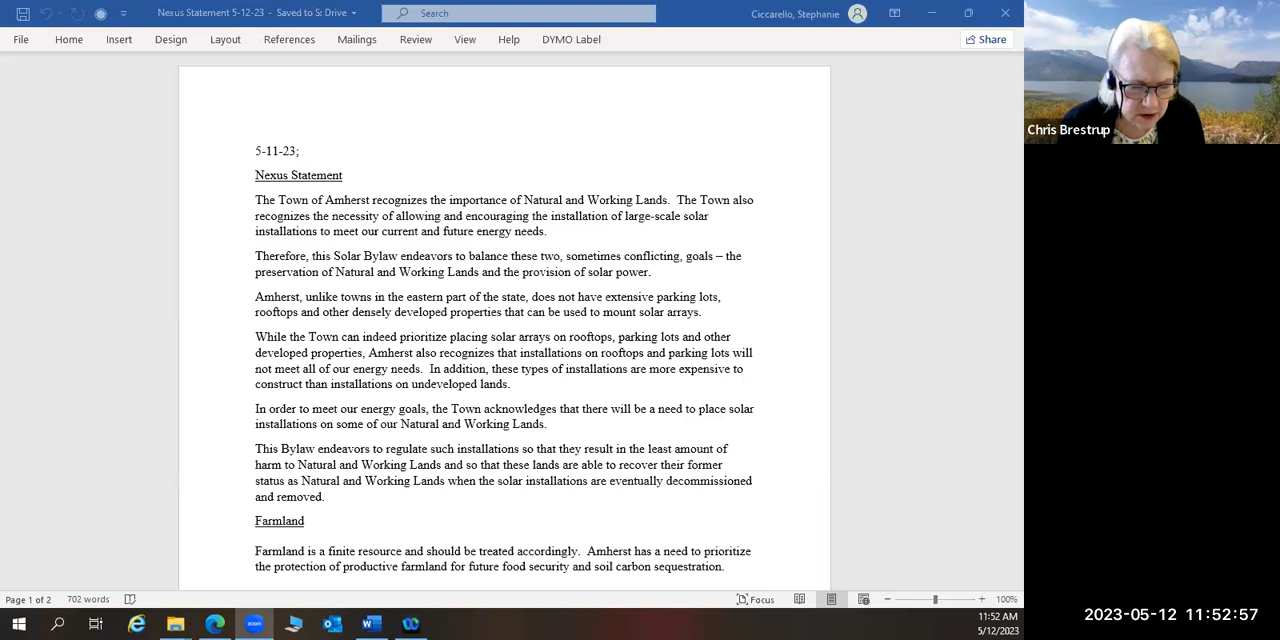 Nexus Statement 5-12-23 - Saved to S: Drive
Search
Ciccarello, Stephanie
File Home Insert Design Layout References Mailings Review View Help DYMO Label
Share
5-11-23;
Nexus Statement
The Town of Amherst recognizes the importance of Natural and Working Lands. The Town also
recognizes the necessity of allowing and encouraging the installation of large-scale solar
installations to meet our current and future energy needs.
Therefore, this Solar Bylaw endeavors to balance these two, sometimes conflicting, goals – the
preservation of Natural and Working Lands and the provision of solar power.
Amherst, unlike towns in the eastern part of the state, does not have extensive parking lots,
rooftops and other densely developed properties that can be used to mount solar arrays.
While the Town can indeed prioritize placing solar arrays on rooftops, parking lots and other
developed properties, Amherst also recognizes that installations on rooftops and parking lots will
not meet all of our energy needs. In addition, these types of installations are more expensive to
construct than installations on undeveloped lands.
In order to meet our energy goals, the Town acknowledges that there will be a need to place solar
installations on some of our Natural and Working Lands.
This Bylaw endeavors to regulate such installations so that they result in the least amount of
harm to Natural and Working Lands and so that these lands are able to recover their former
status as Natural and Working Lands when the solar installations are eventually decommissioned
and removed.
Farmland
Farmland is a finite resource and should be treated accordingly. Amherst has a need to prioritize
the protection of productive farmland for future food security and soil carbon sequestration.
Page 1 of 2 702 words
Focus
100%
zoom
11:52 AM
5/12/2023
Chris Brestrup
2023-05-12 11:52:57